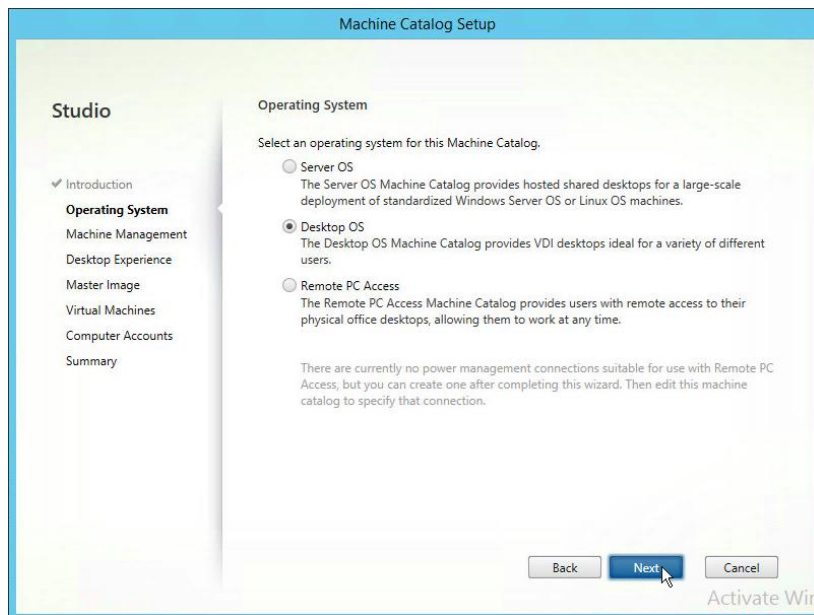 Machine Catalog Setup
Studio
Introduction
Operating System
Machine Management
Desktop Experience
Master Image
Virtual Machines
Computer Accounts
Summary
Operating System
Select an operating system for this Machine Catalog.
Server OS
The Server OS Machine Catalog provides hosted shared desktops for a large-scale
deployment of standardized Windows Server OS or Linux OS machines.
Desktop OS
The Desktop OS Machine Catalog provides VDI desktops ideal for a variety of different
users.
Remote PC Access
The Remote PC Access Machine Catalog provides users with remote access to their
physical office desktops, allowing them to work at any time.
There are currently no power management connections suitable for use with Remote PC
Access, but you can create one after completing this wizard. Then edit this machine
catalog to specify that connection.
Back
Next
Cancel
Activate Wi